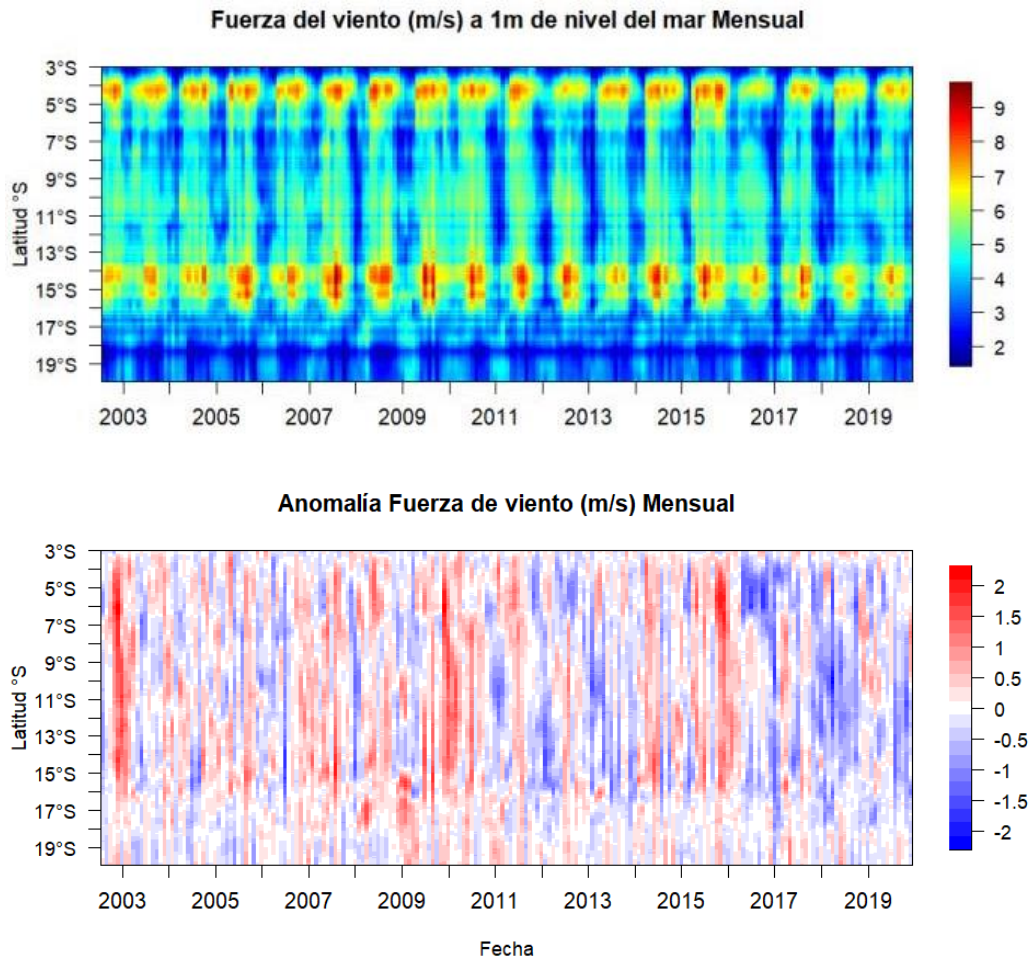 Fuerza del viento (m/s) a 1m de nivel del mar Mensual
3°S
5°S
7°S
9°S
11°S
13°S
15°S
17°S
19°S
Latitud °S
2003 2005 2007 2009 2011 2013 2015 2017 2019
9
8
7
6
5
4
3
2
Anomalía Fuerza de viento (m/s) Mensual
3°S
5°S
7°S
9°S
11°S
13°S
15°S
17°S
19°S
Latitud °S
2003 2005 2007 2009 2011 2013 2015 2017 2019
2
1.5
1
0.5
0
-0.5
-1
-1.5
-2
Fecha